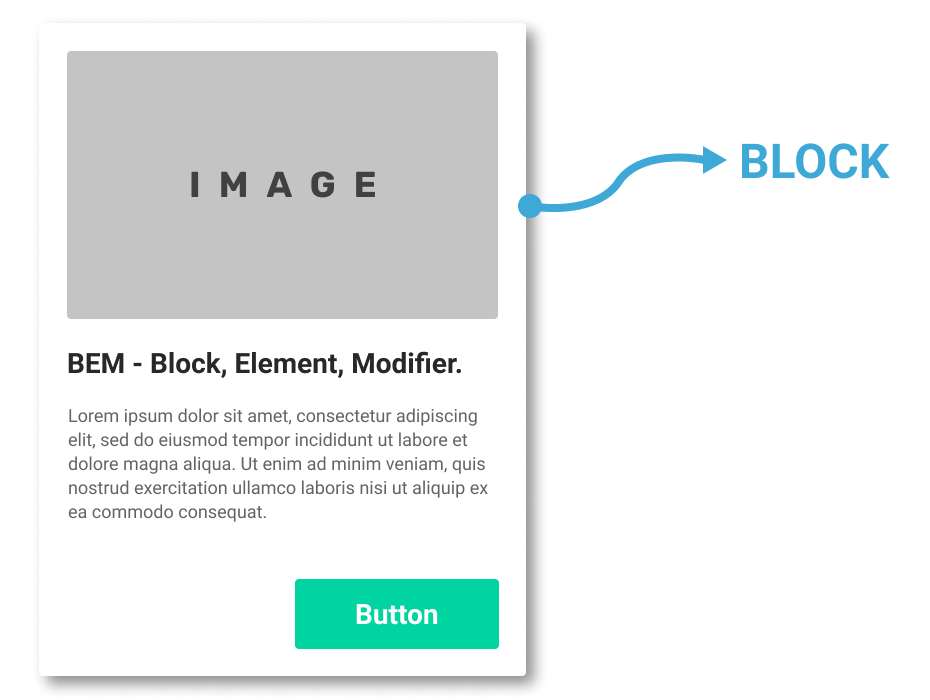 IMAGE
BLOCK
BEM - Block, Element, Modifier.
Lorem ipsum dolor sit amet, consectetur adipiscing
elit, sed do eiusmod tempor incididunt ut labore et
dolore magna aliqua. Ut enim ad minim veniam, quis
nostrud exercitation ullamco laboris nisi ut aliquip ex
ea commodo consequat.
Button